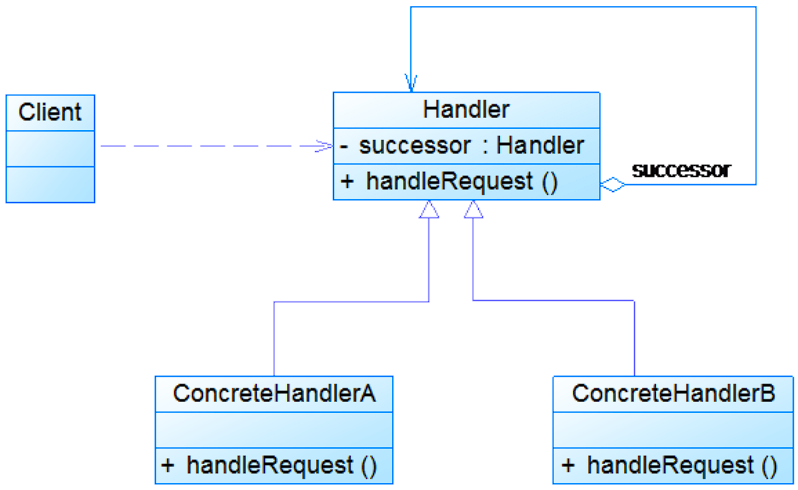 Client
Handler
- successor : Handler
+ handleRequest ()
successor
ConcreteHandlerA
+ handleRequest ()
ConcreteHandlerB
+ handleRequest ()